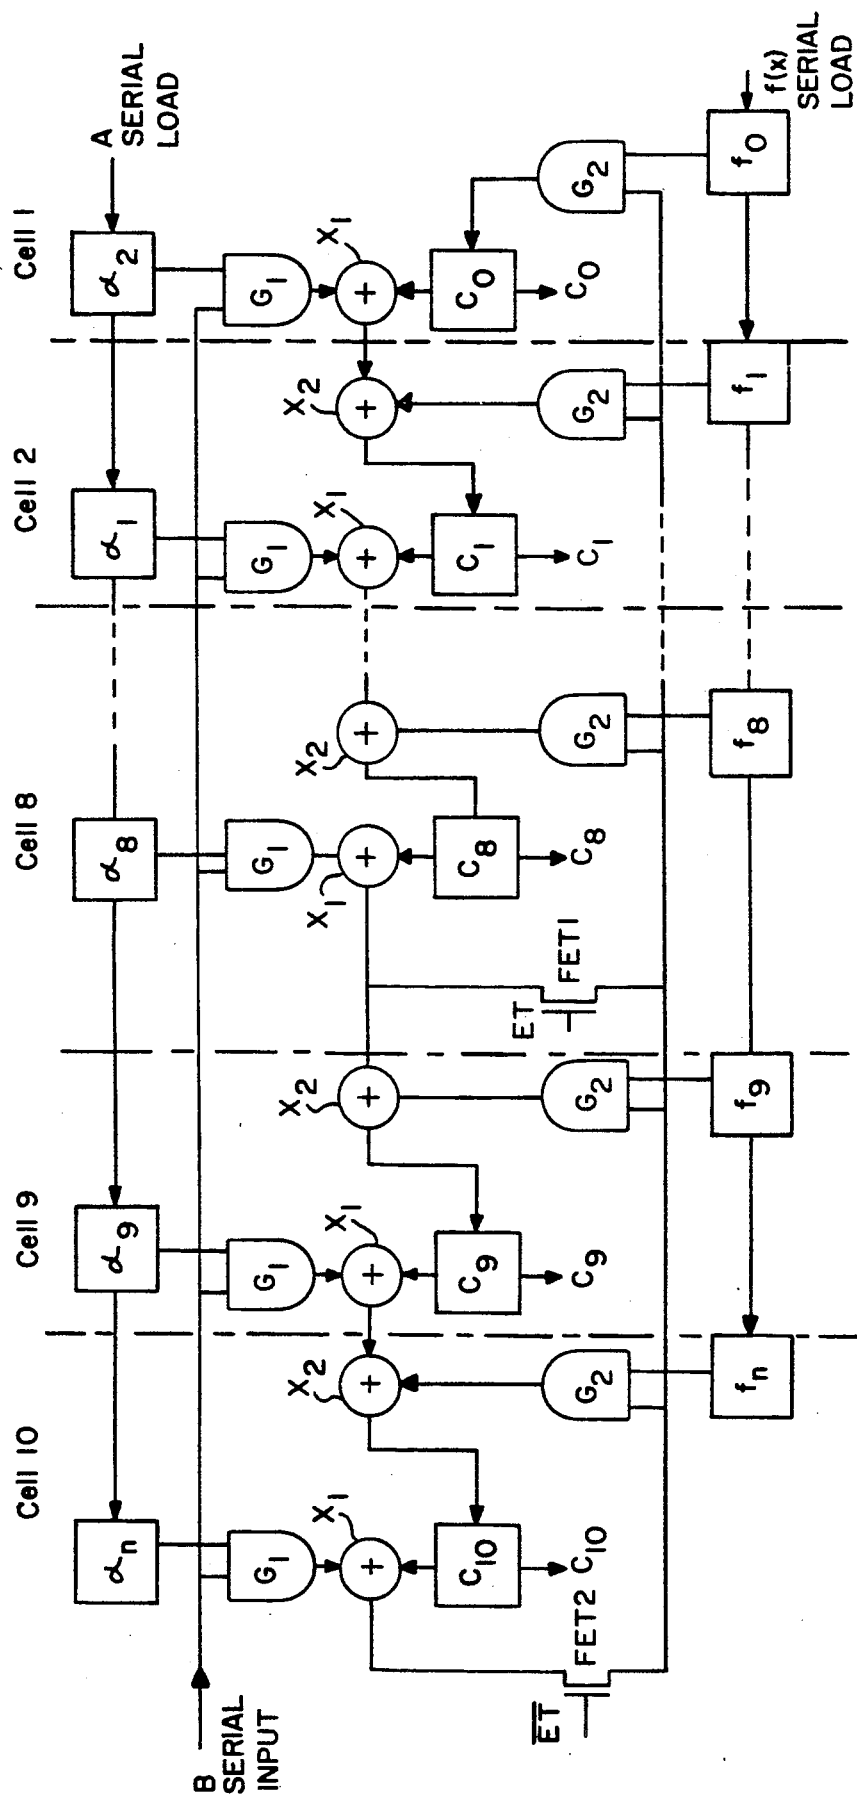 Cell 10 Cell 9 Cell 8 Cell 2 Cell 1
αn α9 α8 α1 α2
A
SERIAL
LOAD
B
SERIAL
INPUT
G1 G1 G1 G1 G1
X1 X2 X1 X2 X1 X2 X1 X2 X1
+ + + + + + + + +
C10 C9 C8 C1 C0
C10 C9 C8 C1 C0
E̅T̅ FET2
ET FET1
G2 G2 G2 G2 G2
fn f9 f8 f1 f0
f(x)
SERIAL
LOAD